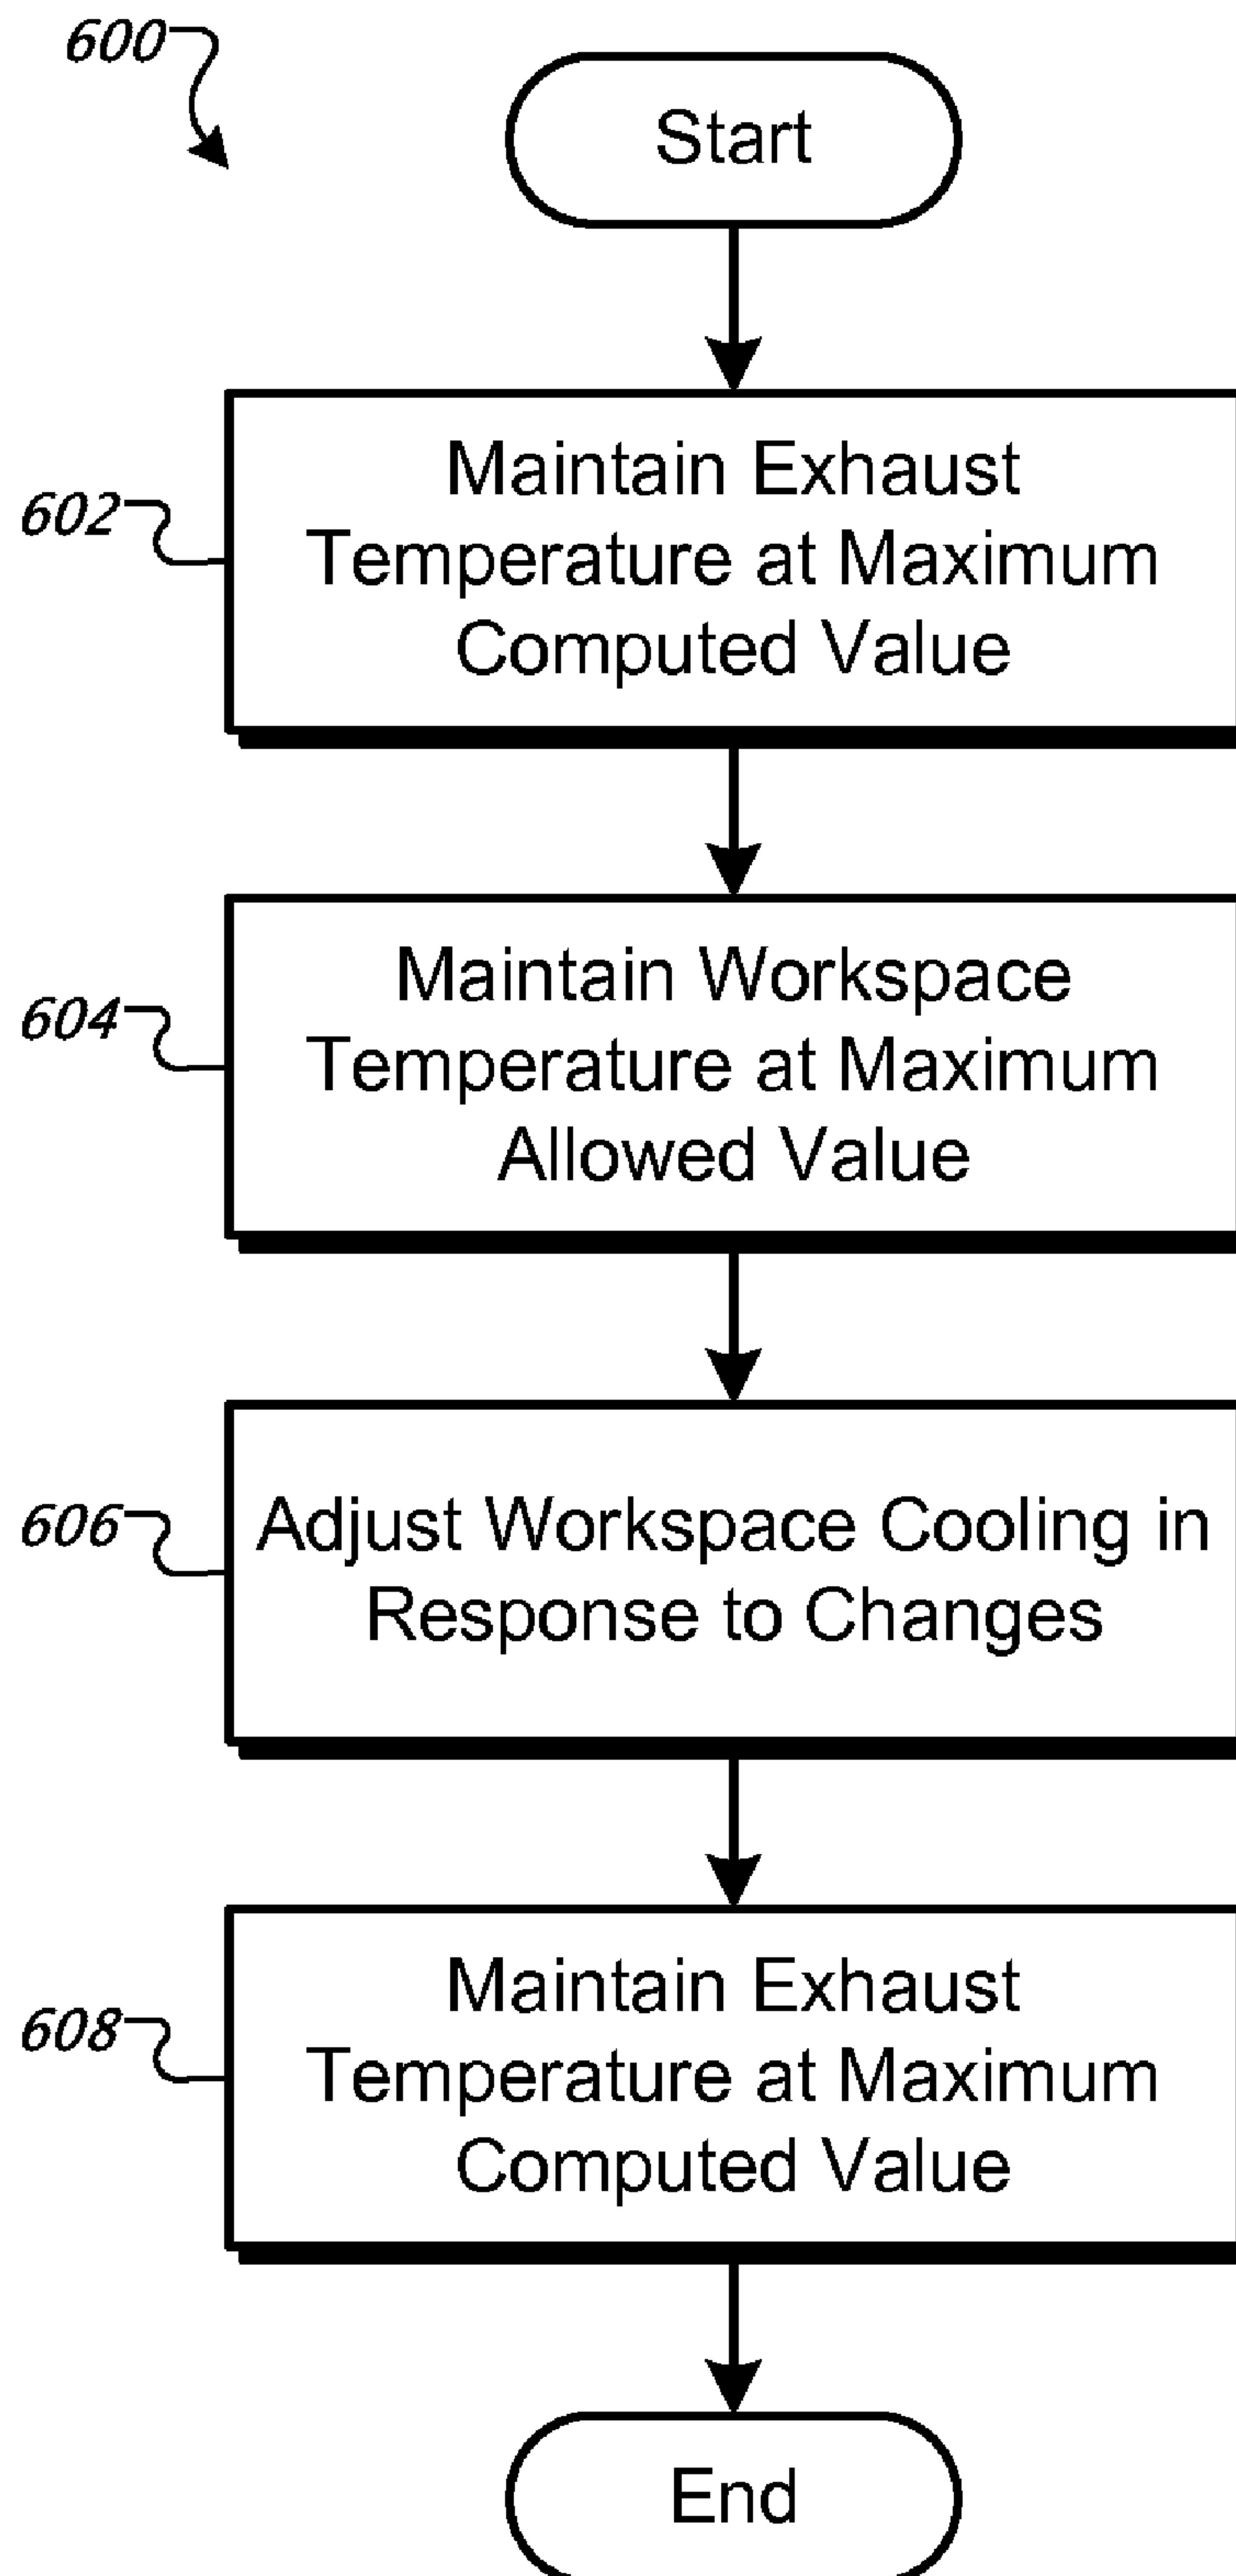 600
Start
602
Maintain Exhaust
Temperature at Maximum
Computed Value
604
Maintain Workspace
Temperature at Maximum
Allowed Value
606
Adjust Workspace Cooling in
Response to Changes
608
Maintain Exhaust
Temperature at Maximum
Computed Value
End